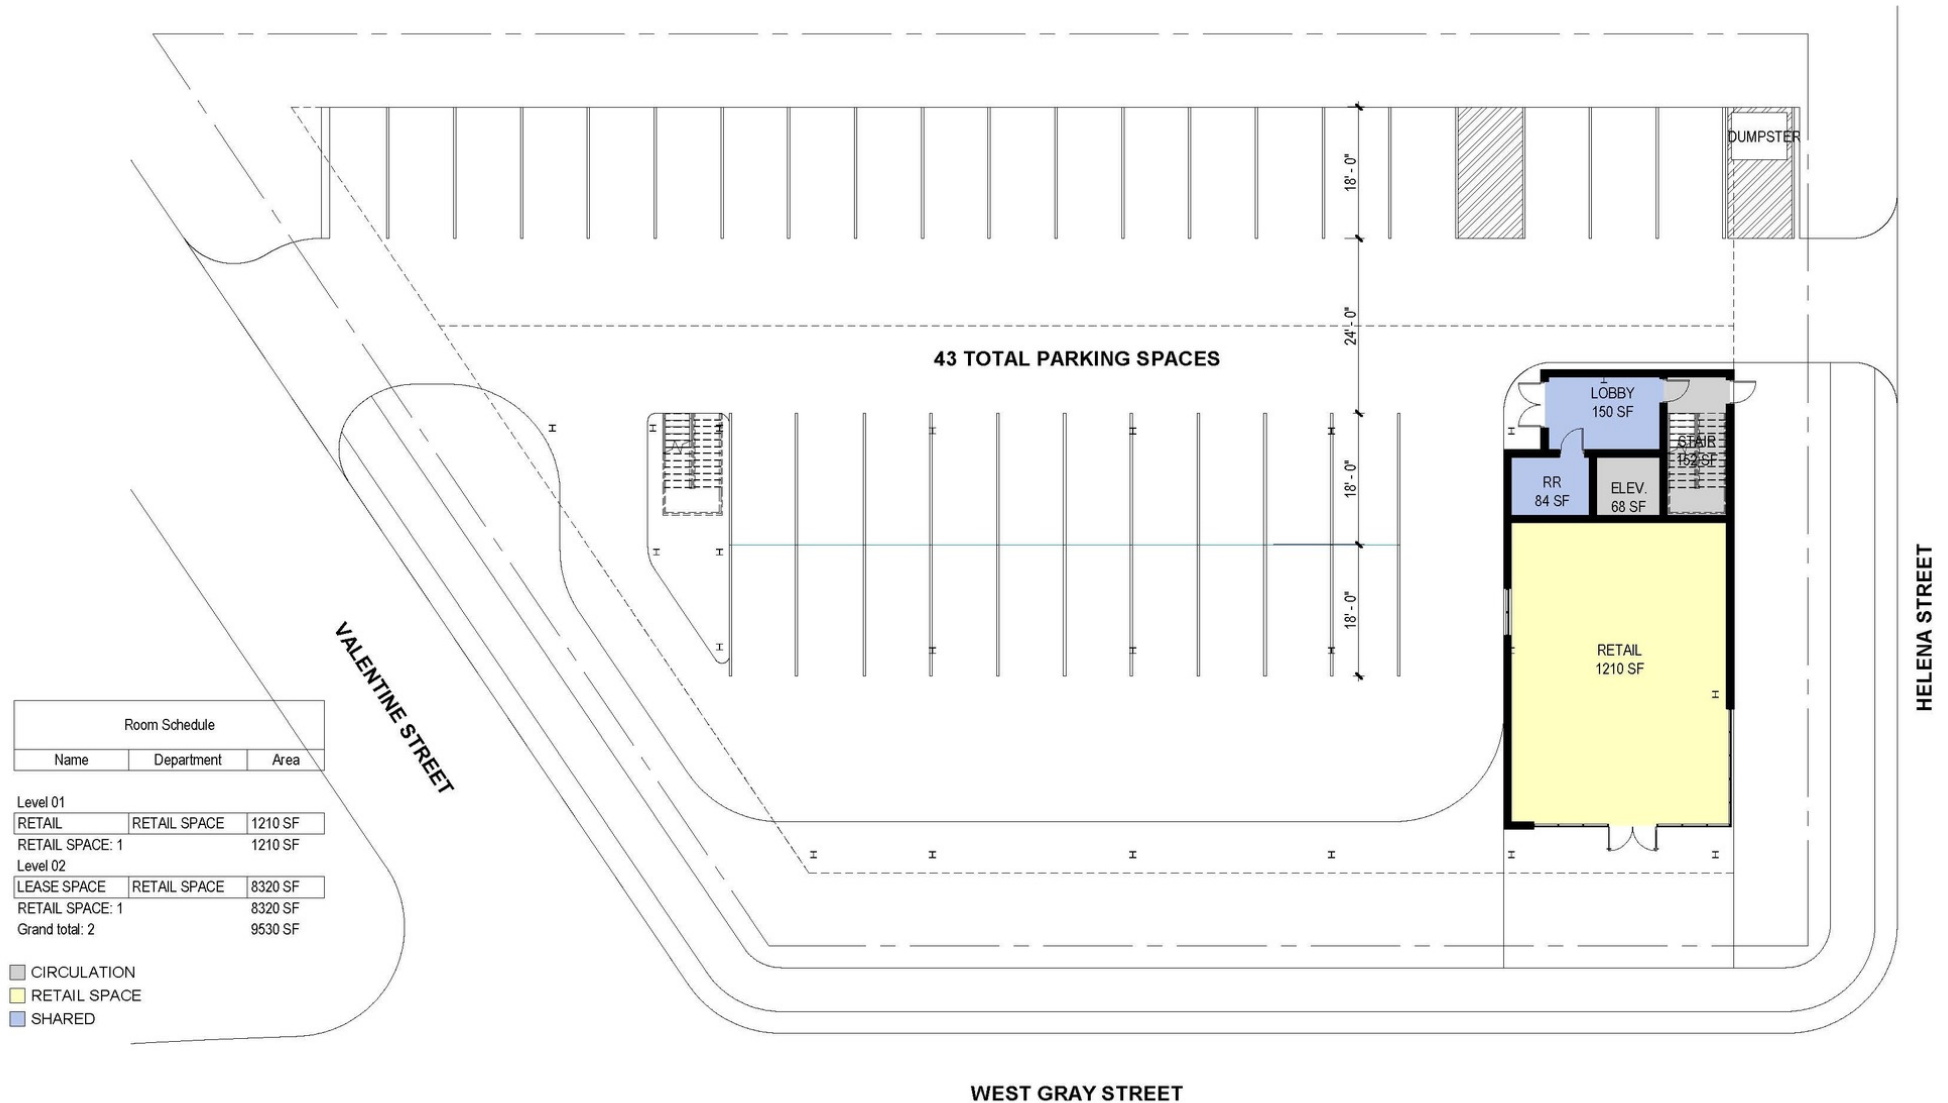 DUMPSTER
18' - 0"
24' - 0"
43 TOTAL PARKING SPACES
LOBBY
150 SF
STAIR
152 SF
18' - 0"
RR
84 SF
ELEV.
68 SF
18' - 0"
RETAIL
1210 SF
HELENA STREET
VALENTINE STREET
Room Schedule
Name Department Area
Level 01
RETAIL RETAIL SPACE 1210 SF
RETAIL SPACE: 1 1210 SF
Level 02
LEASE SPACE RETAIL SPACE 8320 SF
RETAIL SPACE: 1 8320 SF
Grand total: 2 9530 SF
CIRCULATION
RETAIL SPACE
SHARED
WEST GRAY STREET